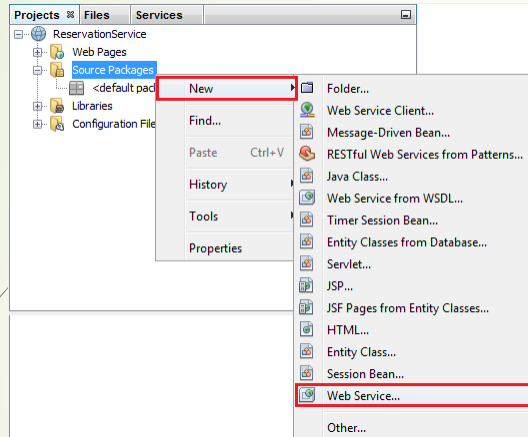 Projects Files Services
ReservationService
Web Pages
Source Packages
<default pac
Libraries
Configuration File
New
Find...
Paste Ctrl+V
History
Tools
Properties
Folder...
Web Service Client...
Message-Driven Bean...
RESTful Web Services from Patterns...
Java Class...
Web Service from WSDL...
Timer Session Bean...
Entity Classes from Database...
Servlet...
JSP...
JSF Pages from Entity Classes...
HTML...
Entity Class...
Session Bean...
Web Service...
Other...